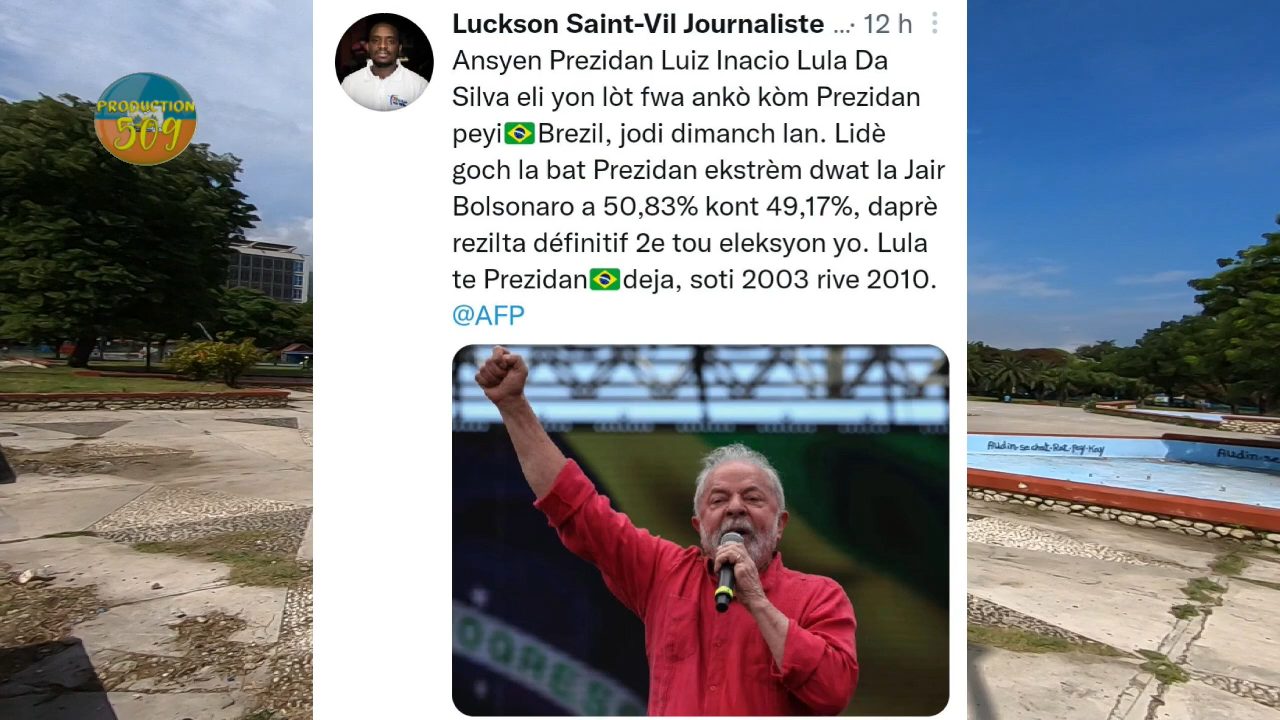 PRODUCTION
509
Luckson Saint-Vil Journaliste ...· 12 h
Ansyen Prezidan Luiz Inacio Lula Da
Silva eli yon lòt fwa ankò kòm Prezidan
peyi🇧🇷Brezil, jodi dimanch lan. Lidè
goch la bat Prezidan ekstrèm dwat la Jair
Bolsonaro a 50,83% kont 49,17%, daprè
rezilta définitif 2e tou eleksyon yo. Lula
te Prezidan🇧🇷deja, soti 2003 rive 2010.
@AFP
OGRESS